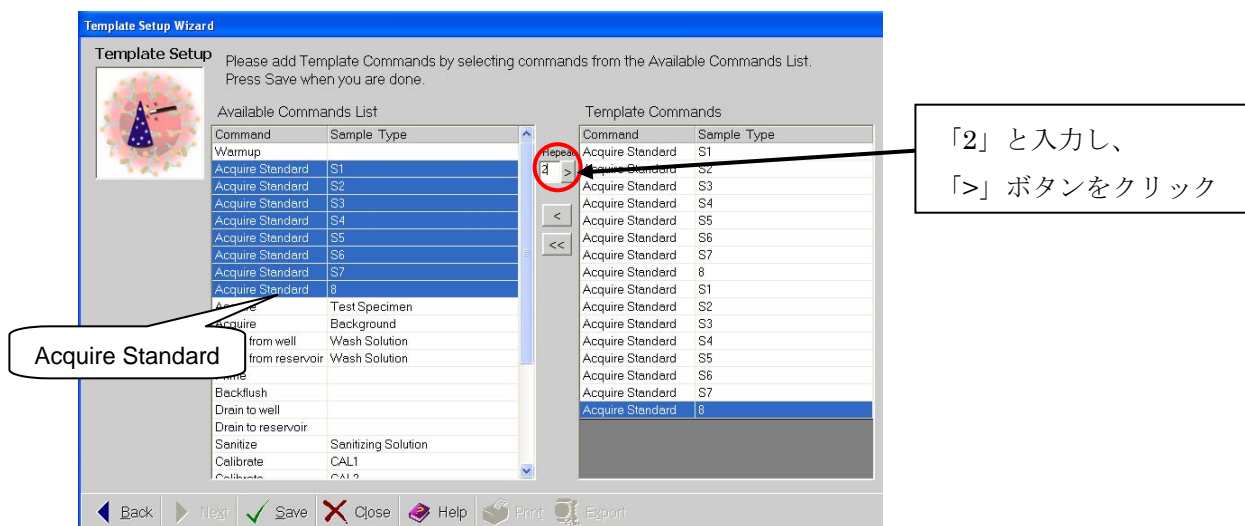 Template Setup Wizard
Template Setup
Please add Template Commands by selecting commands from the Available Commands List.
Press Save when you are done.
Available Commands List
Command Sample Type
Warmup
Acquire Standard S1
Acquire Standard S2
Acquire Standard S3
Acquire Standard S4
Acquire Standard S5
Acquire Standard S6
Acquire Standard S7
Acquire Standard 8
Acquire Test Specimen
Acquire Background
from well Wash Solution
from reservoir Wash Solution
Prime
Backflush
Drain to well
Drain to reservoir
Sanitize Sanitizing Solution
Calibrate CAL1
Calibrate CAL2
Repeat
2 >
<
<<
Template Commands
Command Sample Type
Acquire Standard S1
Acquire Standard S2
Acquire Standard S3
Acquire Standard S4
Acquire Standard S5
Acquire Standard S6
Acquire Standard S7
Acquire Standard 8
Acquire Standard S1
Acquire Standard S2
Acquire Standard S3
Acquire Standard S4
Acquire Standard S5
Acquire Standard S6
Acquire Standard S7
Acquire Standard 8
「2」と入力し、
「>」ボタンをクリック
Acquire Standard
Back Next Save Close Help Print Export